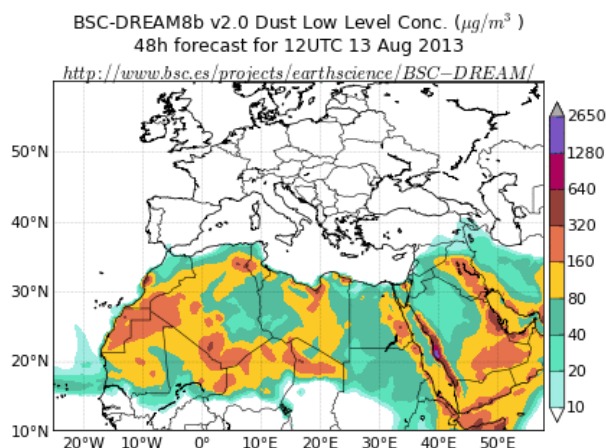 BSC-DREAM8b v2.0 Dust Low Level Conc. (μg/m³ )
48h forecast for 12UTC 13 Aug 2013
http://www.bsc.es/projects/earthscience/BSC−DREAM/
2650
1280
640
320
160
80
40
20
10
50°N
40°N
30°N
20°N
10°N
20°W 10°W 0° 10°E 20°E 30°E 40°E 50°E